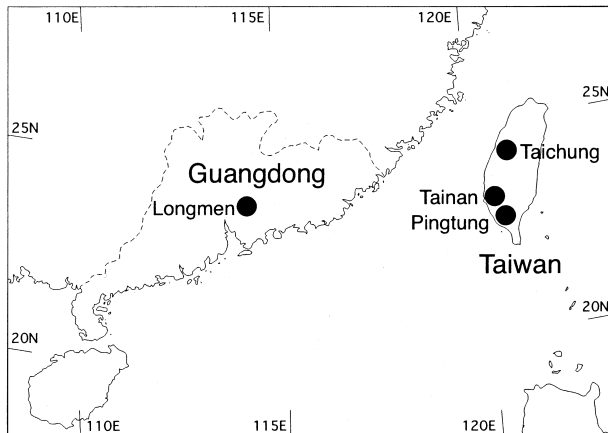 110E
115E
120E
25N
25N
Taichung
Guangdong
Longmen
Tainan
Pingtung
Taiwan
20N
20N
110E
115E
120E